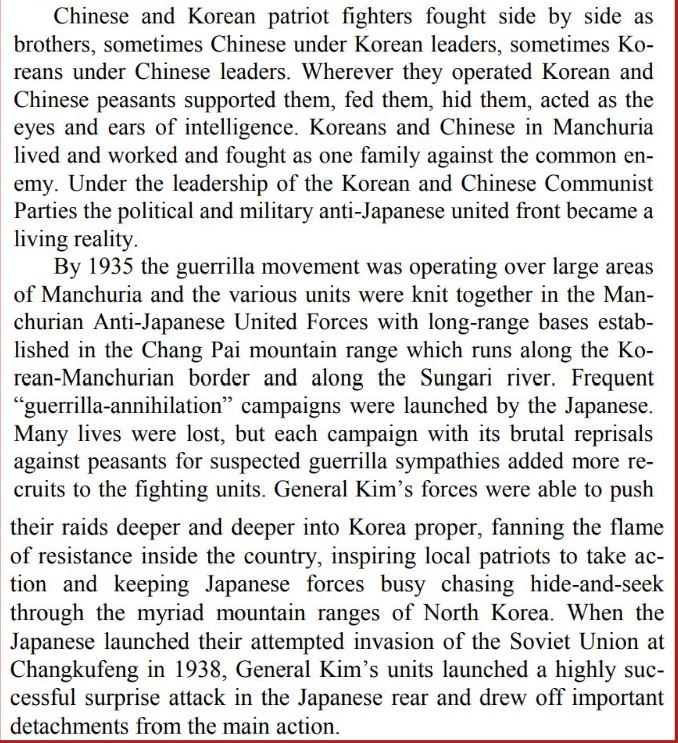 Chinese and Korean patriot fighters fought side by side as
brothers, sometimes Chinese under Korean leaders, sometimes Ko-
reans under Chinese leaders. Wherever they operated Korean and
Chinese peasants supported them, fed them, hid them, acted as the
eyes and ears of intelligence. Koreans and Chinese in Manchuria
lived and worked and fought as one family against the common en-
emy. Under the leadership of the Korean and Chinese Communist
Parties the political and military anti-Japanese united front became a
living reality.
By 1935 the guerrilla movement was operating over large areas
of Manchuria and the various units were knit together in the Man-
churian Anti-Japanese United Forces with long-range bases estab-
lished in the Chang Pai mountain range which runs along the Ko-
rean-Manchurian border and along the Sungari river. Frequent
“guerrilla-annihilation” campaigns were launched by the Japanese.
Many lives were lost, but each campaign with its brutal reprisals
against peasants for suspected guerrilla sympathies added more re-
cruits to the fighting units. General Kim’s forces were able to push
their raids deeper and deeper into Korea proper, fanning the flame
of resistance inside the country, inspiring local patriots to take ac-
tion and keeping Japanese forces busy chasing hide-and-seek
through the myriad mountain ranges of North Korea. When the
Japanese launched their attempted invasion of the Soviet Union at
Changkufeng in 1938, General Kim’s units launched a highly suc-
cessful surprise attack in the Japanese rear and drew off important
detachments from the main action.